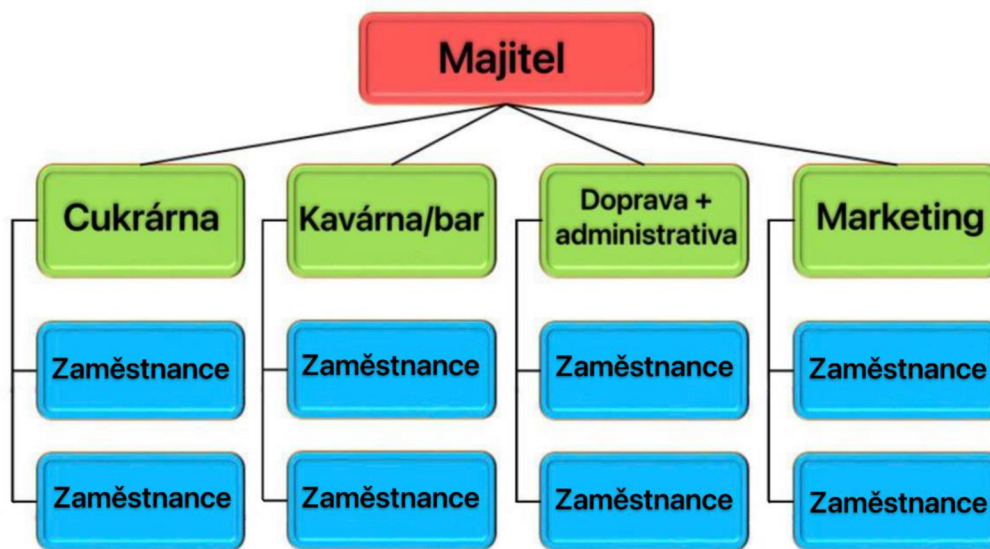 Majitel
Cukrárna
Kavárna/bar
Doprava +
administrativa
Marketing
Zaměstnance
Zaměstnance
Zaměstnance
Zaměstnance
Zaměstnance
Zaměstnance
Zaměstnance
Zaměstnance